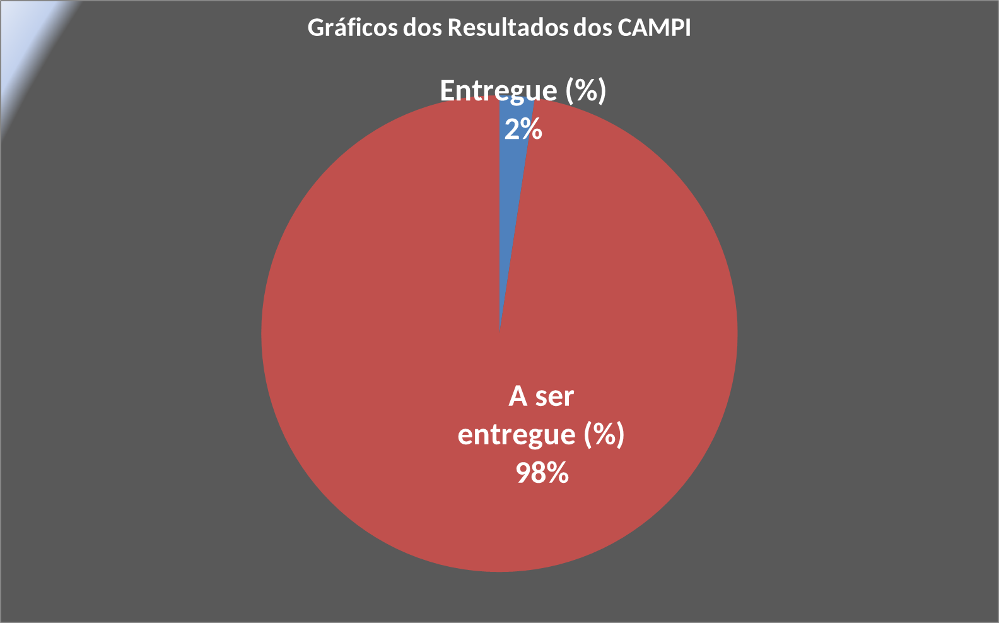 Gráficos dos Resultados dos CAMPI
Entregue (%)
2%
A ser
entregue (%)
98%